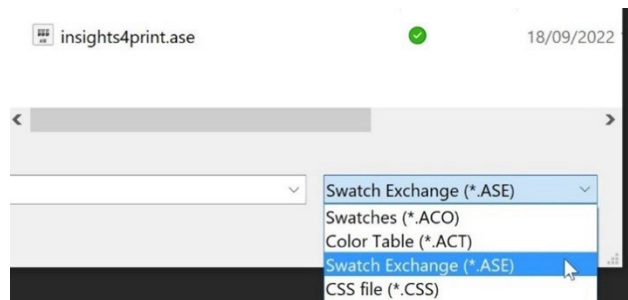 insights4print.ase 18/09/2022
Swatch Exchange (*.ASE)
Swatches (*.ACO)
Color Table (*.ACT)
Swatch Exchange (*.ASE)
CSS file (*.CSS)